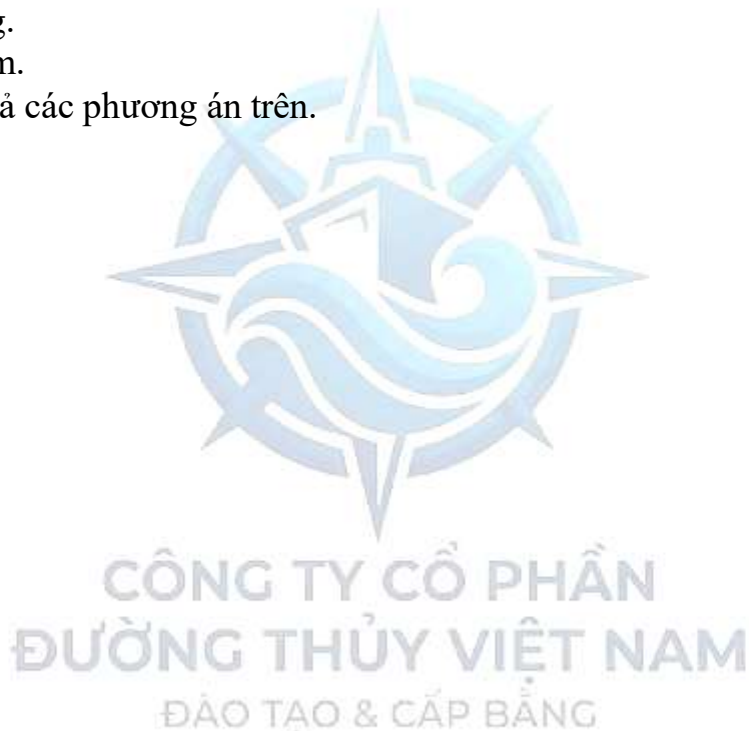 g.
m.
ả các phương án trên.
CÔNG TY CỔ PHẦN
ĐƯỜNG THỦY VIỆT NAM
ĐÀO TẠO & CẤP BẰNG